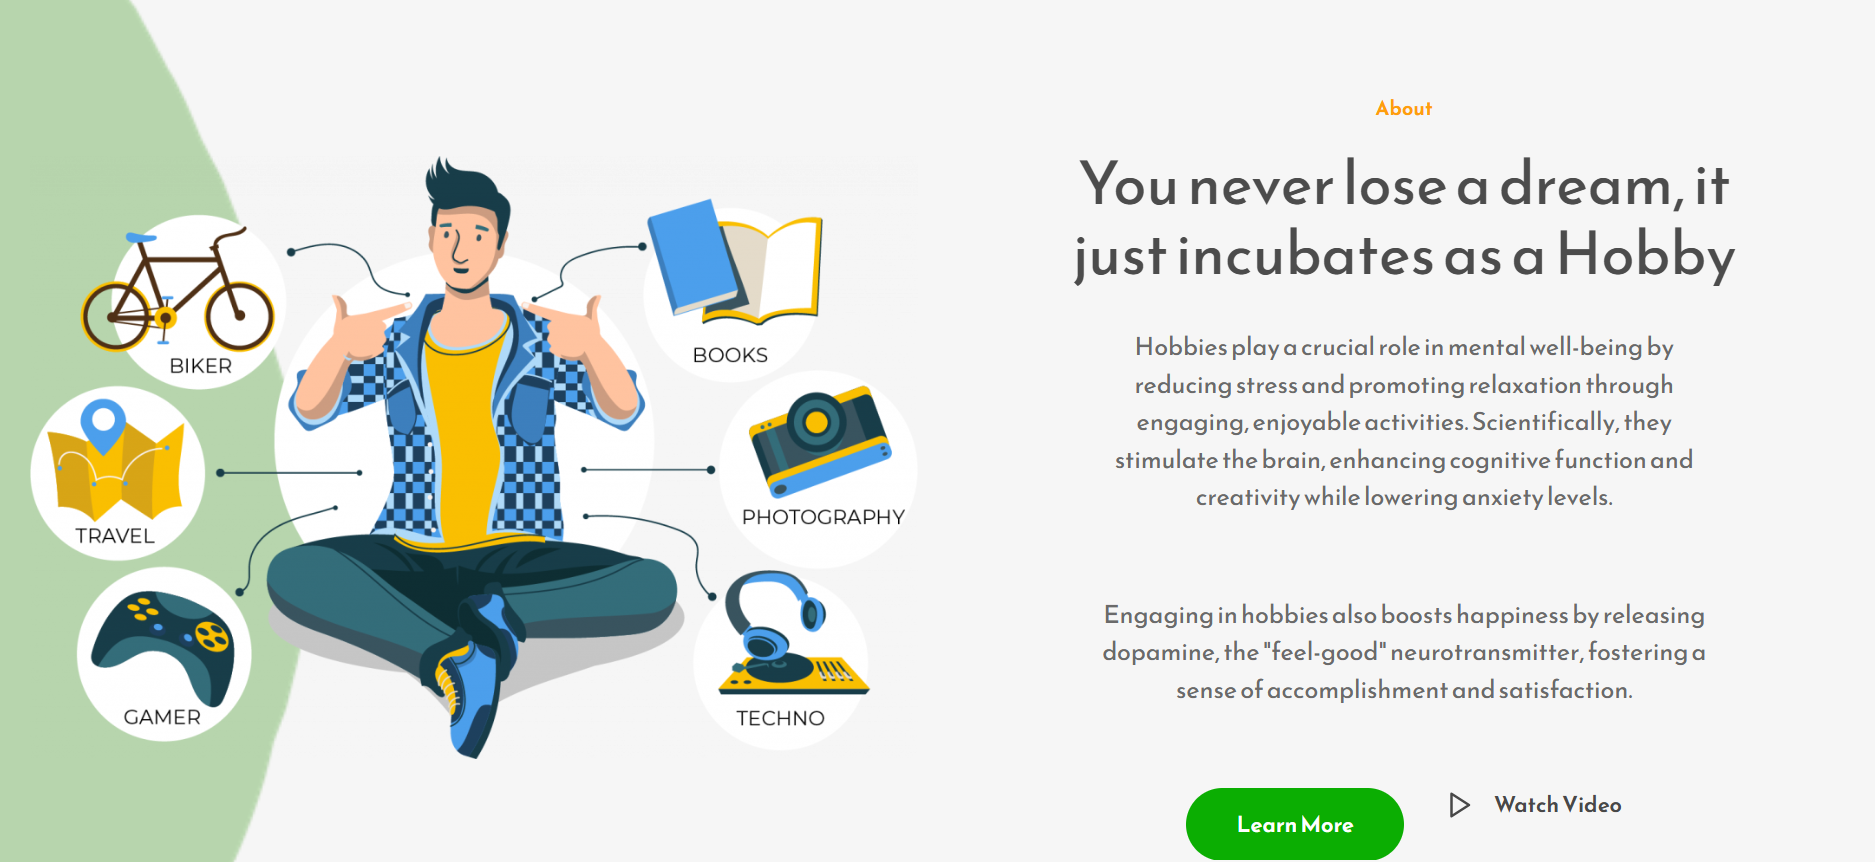 BIKER
TRAVEL
GAMER
BOOKS
PHOTOGRAPHY
TECHNO
About
You never lose a dream, it
just incubates as a Hobby
Hobbies play a crucial role in mental well-being by
reducing stress and promoting relaxation through
engaging, enjoyable activities. Scientifically, they
stimulate the brain, enhancing cognitive function and
creativity while lowering anxiety levels.
Engaging in hobbies also boosts happiness by releasing
dopamine, the "feel-good" neurotransmitter, fostering a
sense of accomplishment and satisfaction.
Learn More
Watch Video